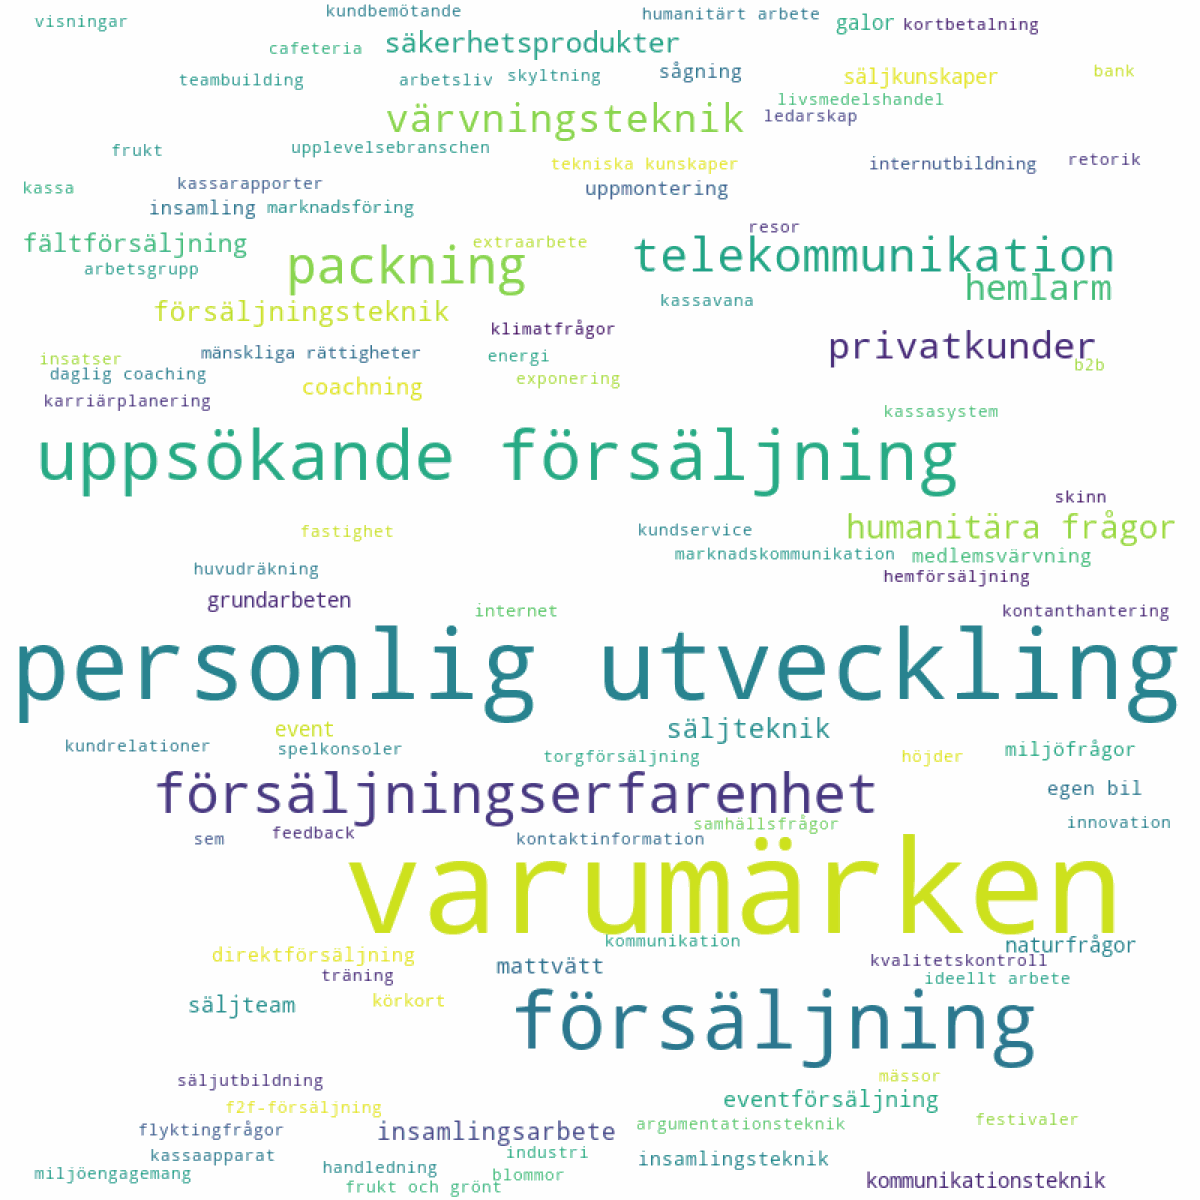 visningar
kundbemötande
humanitärt arbete
galor
kortbetalning
cafeteria
säkerhetsprodukter
teambuilding
arbetsliv
skyltning
sågning
säljkunskaper
bank
livsmedelshandel
värvningsteknik
ledarskap
frukt
upplevelsebranschen
tekniska kunskaper
internutbildning
retorik
kassa
kassarapporter
uppmontering
insamling
marknadsföring
resor
fältförsäljning
extraarbete
telekommunikation
arbetsgrupp
packning
hemlarm
kassavana
försäljningsteknik
klimatfrågor
privatkunder
insatser
mänskliga rättigheter
energi
b2b
daglig coaching
coachning
exponering
karriärplanering
kassasystem
uppsökande försäljning
skinn
fastighet
kundservice
humanitära frågor
marknadskommunikation
medlemsvärvning
huvudräkning
hemförsäljning
grundarbeten
internet
kontanthantering
personlig utveckling
event
säljteknik
kundrelationer
spelkonsoler
torgförsäljning
höjder
miljöfrågor
försäljningserfarenhet
egen bil
samhällsfrågor
innovation
sem
feedback
kontaktinformation
varumärken
kommunikation
naturfrågor
direktförsäljning
mattvätt
kvalitetskontroll
träning
ideellt arbete
säljteam
körkort
försäljning
säljutbildning
mässor
f2f-försäljning
eventförsäljning
flyktingfrågor
insamlingsarbete
argumentationsteknik
festivaler
kassaapparat
industri
insamlingsteknik
miljöengagemang
handledning
blommor
frukt och grönt
kommunikationsteknik